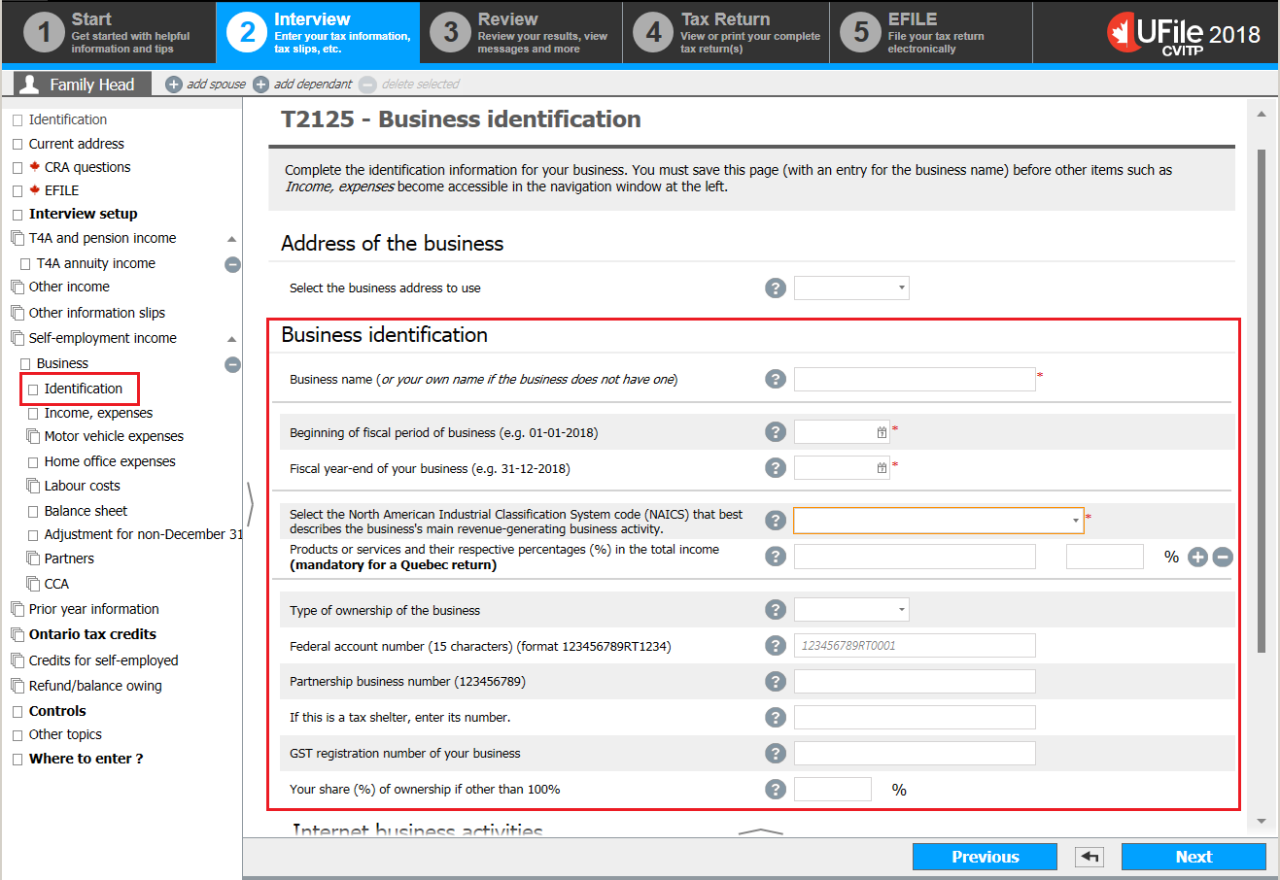 1 Start
Get started with helpful
information and tips
2 Interview
Enter your tax information,
tax slips, etc.
3 Review
Review your results, view
messages and more
4 Tax Return
View or print your complete
tax return(s)
5 EFILE
File your tax return
electronically
UFile 2018
CVITP
Family Head
+ add spouse + add dependant − delete selected
Identification
Current address
CRA questions
EFILE
Interview setup
T4A and pension income
T4A annuity income
Other income
Other information slips
Self-employment income
Business
Identification
Income, expenses
Motor vehicle expenses
Home office expenses
Labour costs
Balance sheet
Adjustment for non-December 31
Partners
CCA
Prior year information
Ontario tax credits
Credits for self-employed
Refund/balance owing
Controls
Other topics
Where to enter ?
T2125 - Business identification
Complete the identification information for your business. You must save this page (with an entry for the business name) before other items such as
Income, expenses become accessible in the navigation window at the left.
Address of the business
Select the business address to use ?
Business identification
Business name (or your own name if the business does not have one) ? *
Beginning of fiscal period of business (e.g. 01-01-2018) ? *
Fiscal year-end of your business (e.g. 31-12-2018) ? *
Select the North American Industrial Classification System code (NAICS) that best
describes the business's main revenue-generating business activity. ? *
Products or services and their respective percentages (%) in the total income
(mandatory for a Quebec return) ? % + −
Type of ownership of the business ?
Federal account number (15 characters) (format 123456789RT1234) ? 123456789RT0001
Partnership business number (123456789) ?
If this is a tax shelter, enter its number. ?
GST registration number of your business ?
Your share (%) of ownership if other than 100% ? %
Internet business activities
Previous
Next